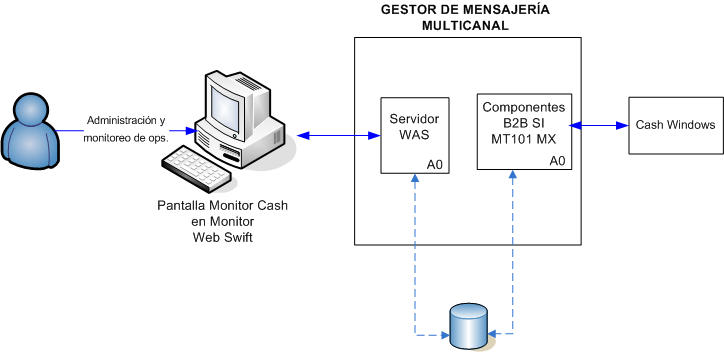 GESTOR DE MENSAJERÍA
MULTICANAL
Administración y
monitoreo de ops.
Pantalla Monitor Cash
en Monitor
Web Swift
Servidor
WAS
A0
Componentes
B2B SI
MT101 MX
A0
Cash Windows